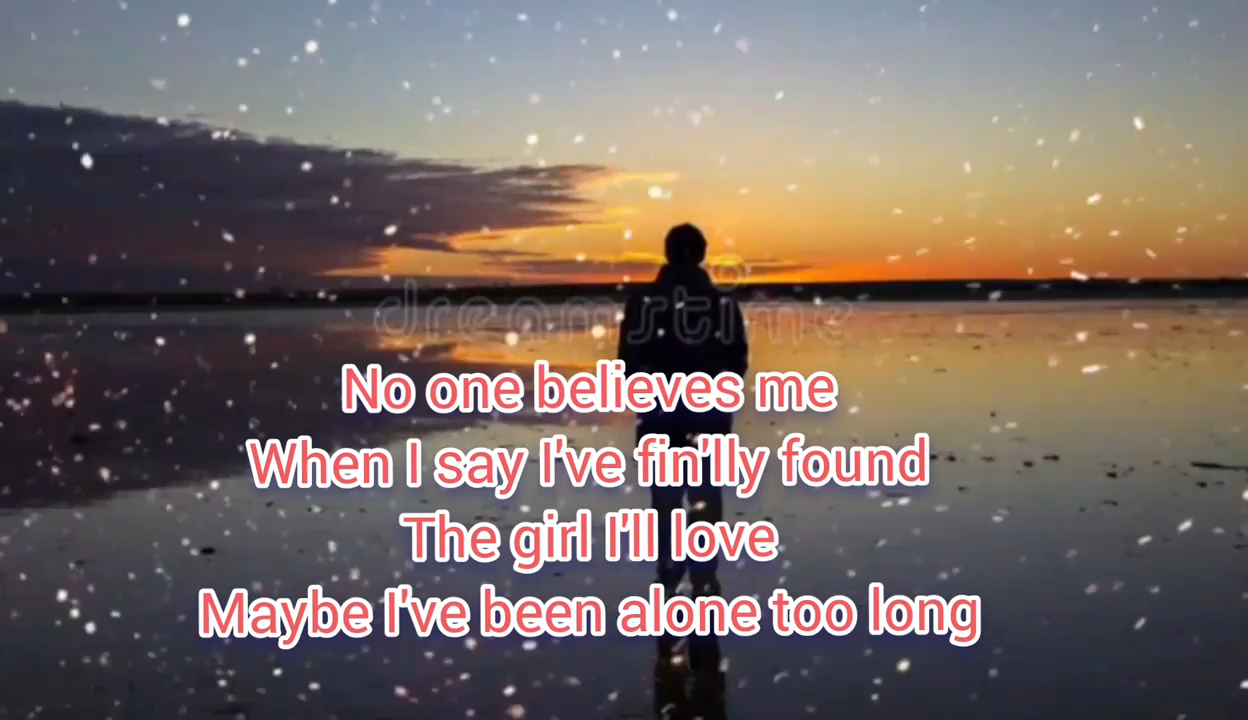 dreamstime
No one believes me
When I say I've fin'lly found
The girl I'll love
Maybe I've been alone too long